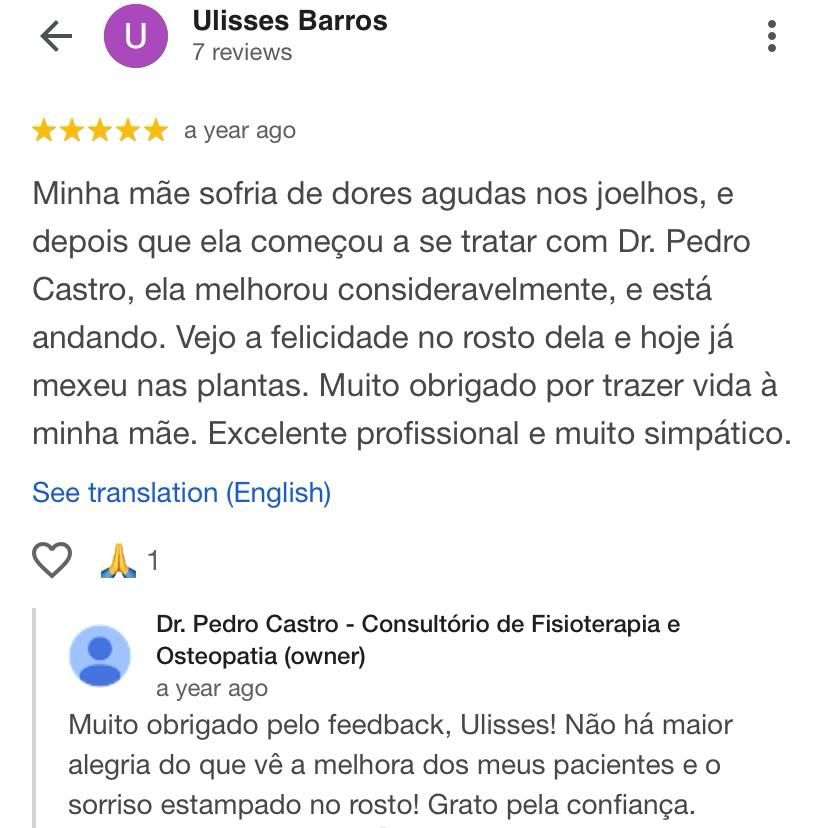 U
Ulisses Barros
7 reviews
a year ago
Minha mãe sofria de dores agudas nos joelhos, e
depois que ela começou a se tratar com Dr. Pedro
Castro, ela melhorou consideravelmente, e está
andando. Vejo a felicidade no rosto dela e hoje já
mexeu nas plantas. Muito obrigado por trazer vida à
minha mãe. Excelente profissional e muito simpático.
See translation (English)
1
Dr. Pedro Castro - Consultório de Fisioterapia e
Osteopatia (owner)
a year ago
Muito obrigado pelo feedback, Ulisses! Não há maior
alegria do que vê a melhora dos meus pacientes e o
sorriso estampado no rosto! Grato pela confiança.